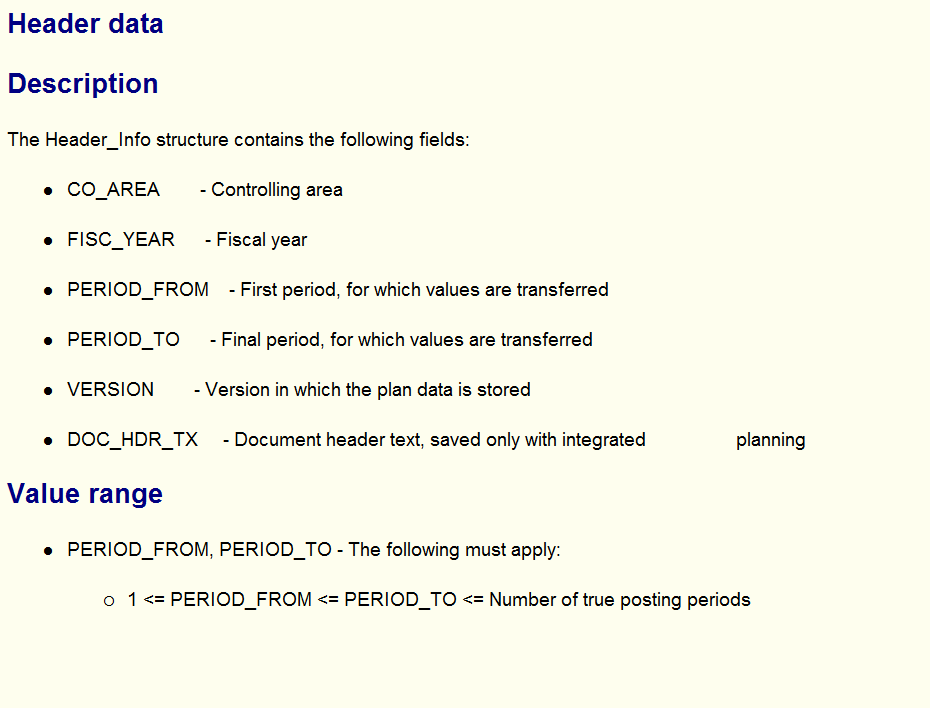 Header data
Description
The Header_Info structure contains the following fields:
● CO_AREA - Controlling area
● FISC_YEAR - Fiscal year
● PERIOD_FROM - First period, for which values are transferred
● PERIOD_TO - Final period, for which values are transferred
● VERSION - Version in which the plan data is stored
● DOC_HDR_TX - Document header text, saved only with integrated planning
Value range
● PERIOD_FROM, PERIOD_TO - The following must apply:
○ 1 <= PERIOD_FROM <= PERIOD_TO <= Number of true posting periods